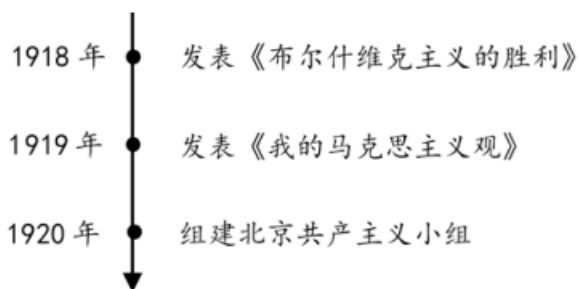 1918 年 发表《布尔什维克主义的胜利》
1919 年 发表《我的马克思主义观》
1920 年 组建北京共产主义小组